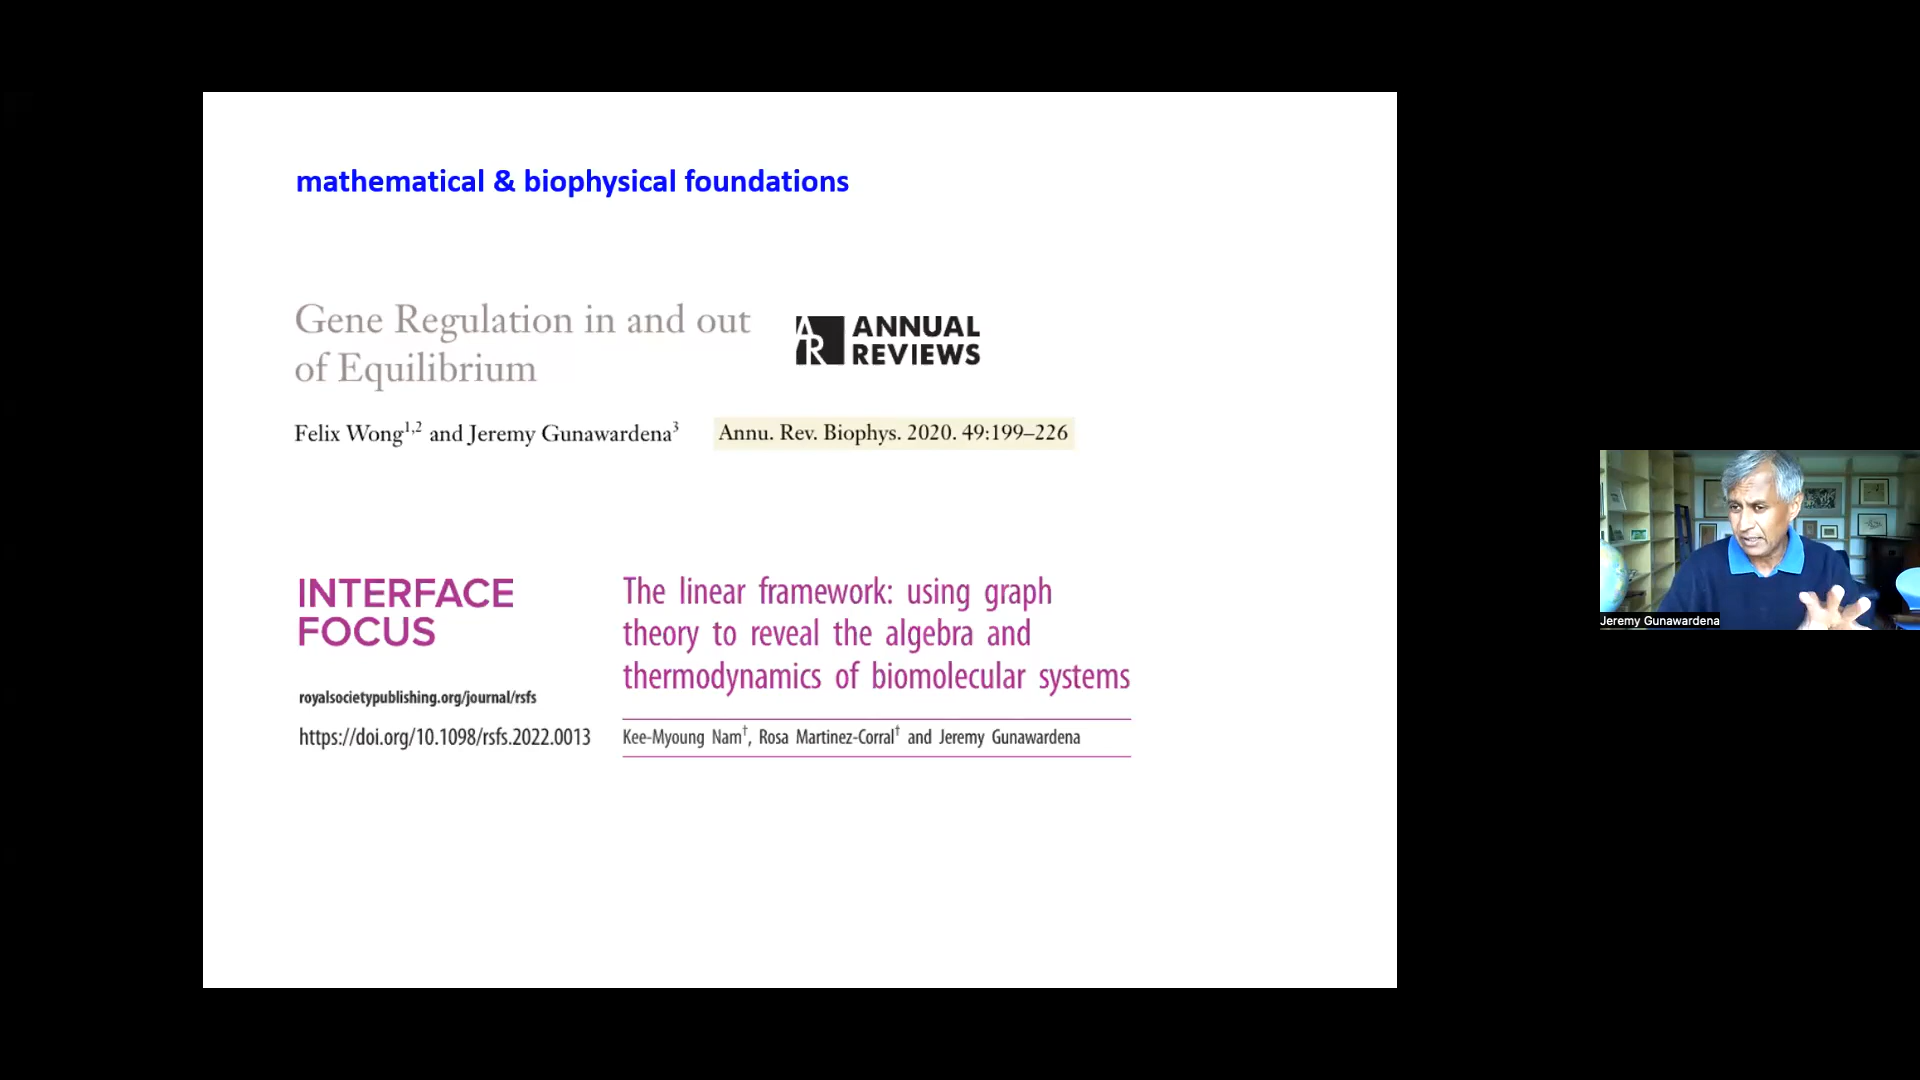 mathematical & biophysical foundations
Gene Regulation in and out
of Equilibrium
AR ANNUAL
REVIEWS
Felix Wong1,2 and Jeremy Gunawardena3
Annu. Rev. Biophys. 2020. 49:199–226
INTERFACE
FOCUS
royalsocietypublishing.org/journal/rsfs
https://doi.org/10.1098/rsfs.2022.0013
The linear framework: using graph
theory to reveal the algebra and
thermodynamics of biomolecular systems
Kee-Myoung Nam†, Rosa Martinez-Corral† and Jeremy Gunawardena
Jeremy Gunawardena